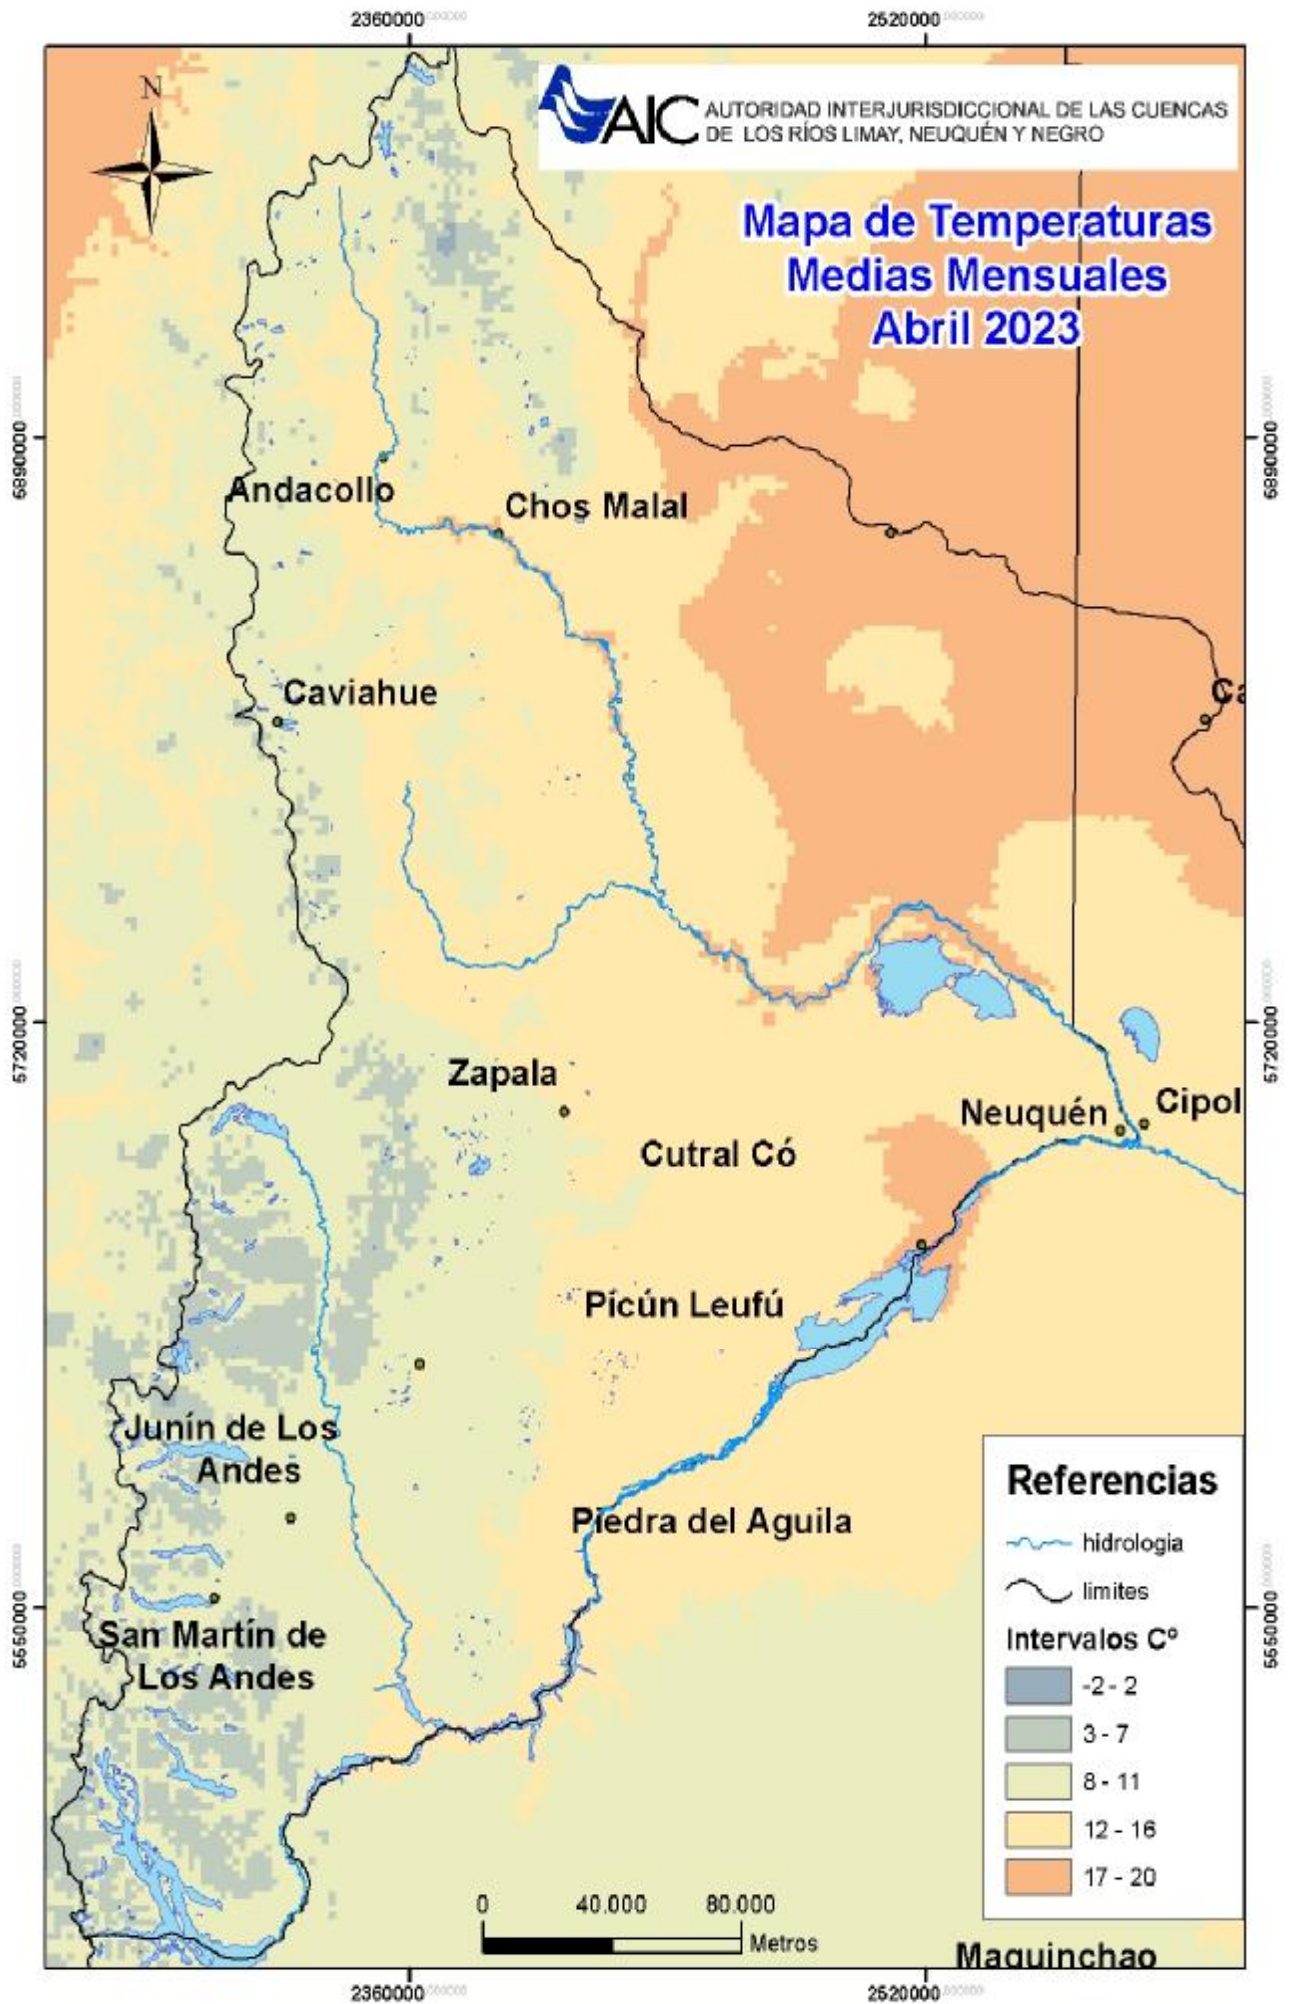 2360000 2520000
N
AIC AUTORIDAD INTERJURISDICCIONAL DE LAS CUENCAS
DE LOS RÍOS LIMAY, NEUQUÉN Y NEGRO
Mapa de Temperaturas
Medias Mensuales
Abril 2023
5890000 5890000
Andacollo
Chos Malal
Caviahue
Ca
5720000 5720000
Zapala
Neuquén
Cipol
Cutral Có
Pícún Leufú
Junín de Los
Andes
Piedra del Aguila
5550000 5550000
San Martín de
Los Andes
Referencias
hidrologia
limites
Intervalos Cº
-2 - 2
3 - 7
8 - 11
12 - 16
17 - 20
0 40.000 80.000
Metros
Maquinchao
2360000 2520000